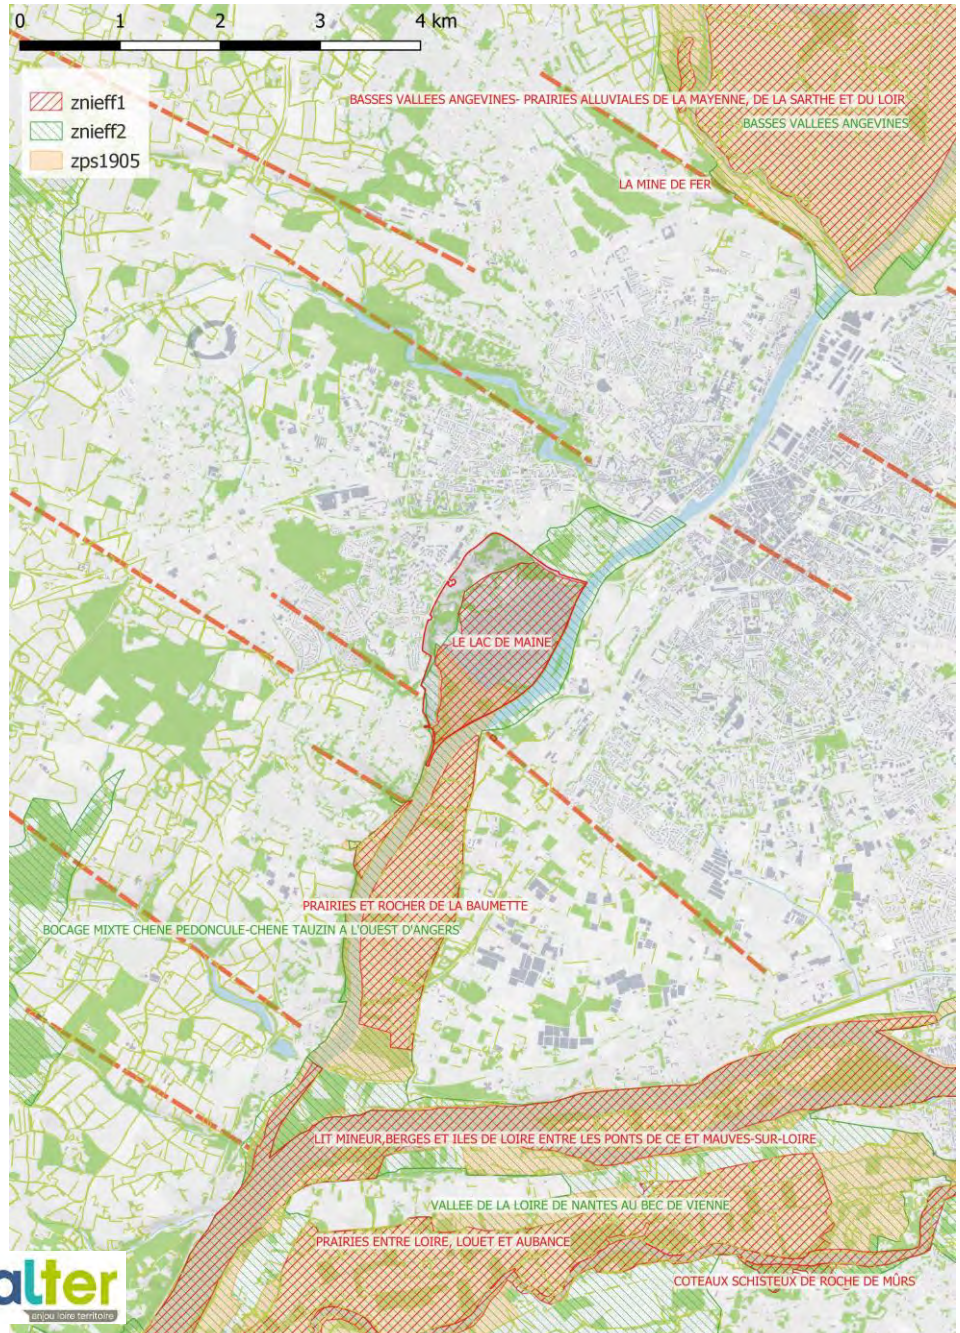 0 1 2 3 4 km
znieff1
znieff2
zps1905
BASSES VALLEES ANGEVINES- PRAIRIES ALLUVIALES DE LA MAYENNE, DE LA SARTHE ET DU LOIR
BASSES VALLEES ANGEVINES
LA MINE DE FER
LE LAC DE MAINE
PRAIRIES ET ROCHER DE LA BAUMETTE
BOCAGE MIXTE CHENE PEDONCULE-CHENE TAUZIN A L'OUEST D'ANGERS
LIT MINEUR,BERGES ET ILES DE LOIRE ENTRE LES PONTS DE CE ET MAUVES-SUR-LOIRE
VALLEE DE LA LOIRE DE NANTES AU BEC DE VIENNE
PRAIRIES ENTRE LOIRE, LOUET ET AUBANCE
COTEAUX SCHISTEUX DE ROCHE DE MÛRS
alter
anjou loire territoire